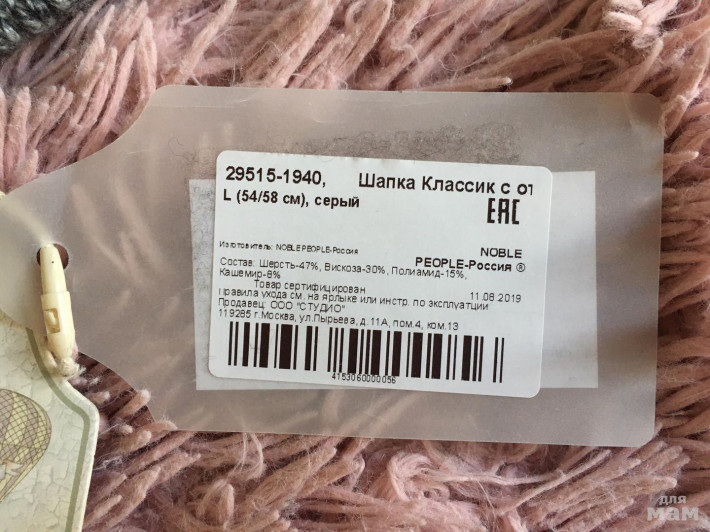 29515-1940, Шапка Классик с от
L (54/58 см), серый
EAC
Изготовитель: NOBLE PEOPLE-Россия
NOBLE
PEOPLE-Россия ®
Состав: Шерсть-47%, Вискоза-30%, Полиамид-15%,
Кашемир-8%
Товар сертифицирован
11.08.2019
Правила ухода см. на ярлыке или инстр. по эксплуатции
Продавец: ООО "СТУДИО"
119285 г.Москва, ул.Пырьева, д.11А, пом.4, ком.13
4153060000056
для
мам